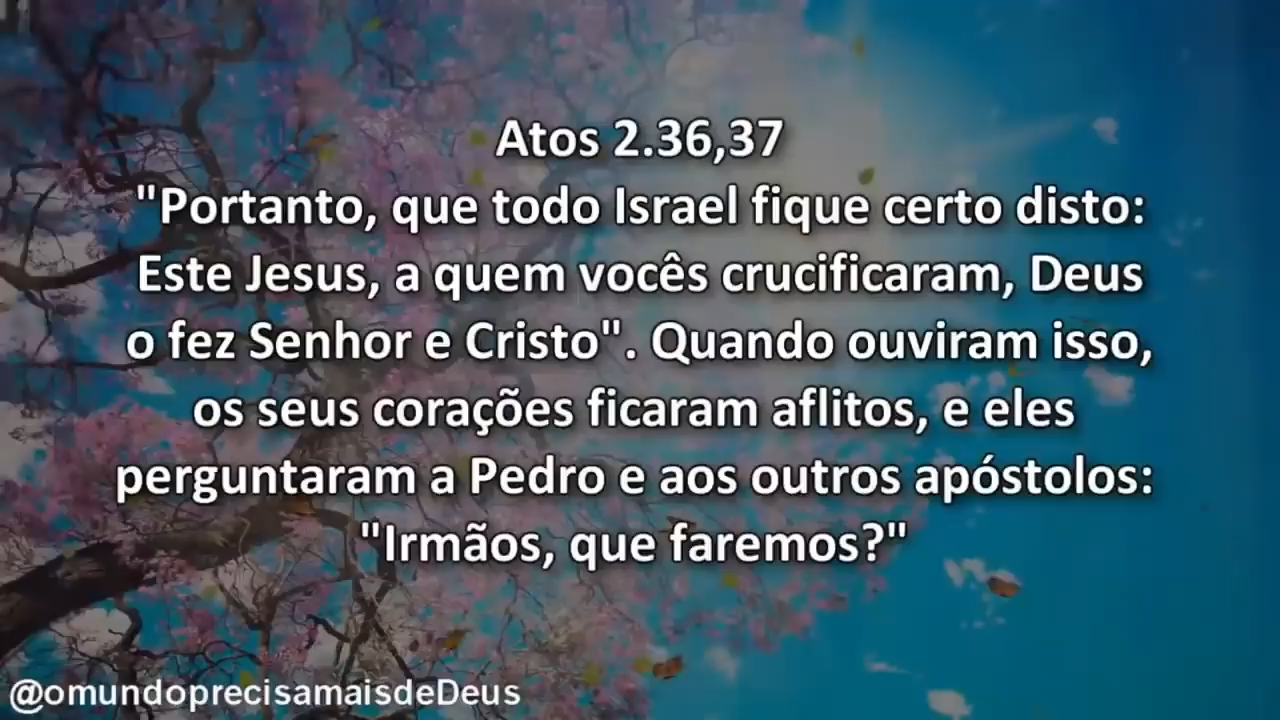 Atos 2.36,37
"Portanto, que todo Israel fique certo disto:
Este Jesus, a quem vocês crucificaram, Deus
o fez Senhor e Cristo". Quando ouviram isso,
os seus corações ficaram aflitos, e eles
perguntaram a Pedro e aos outros apóstolos:
"Irmãos, que faremos?"
@omundoprecisamaisdeDeus